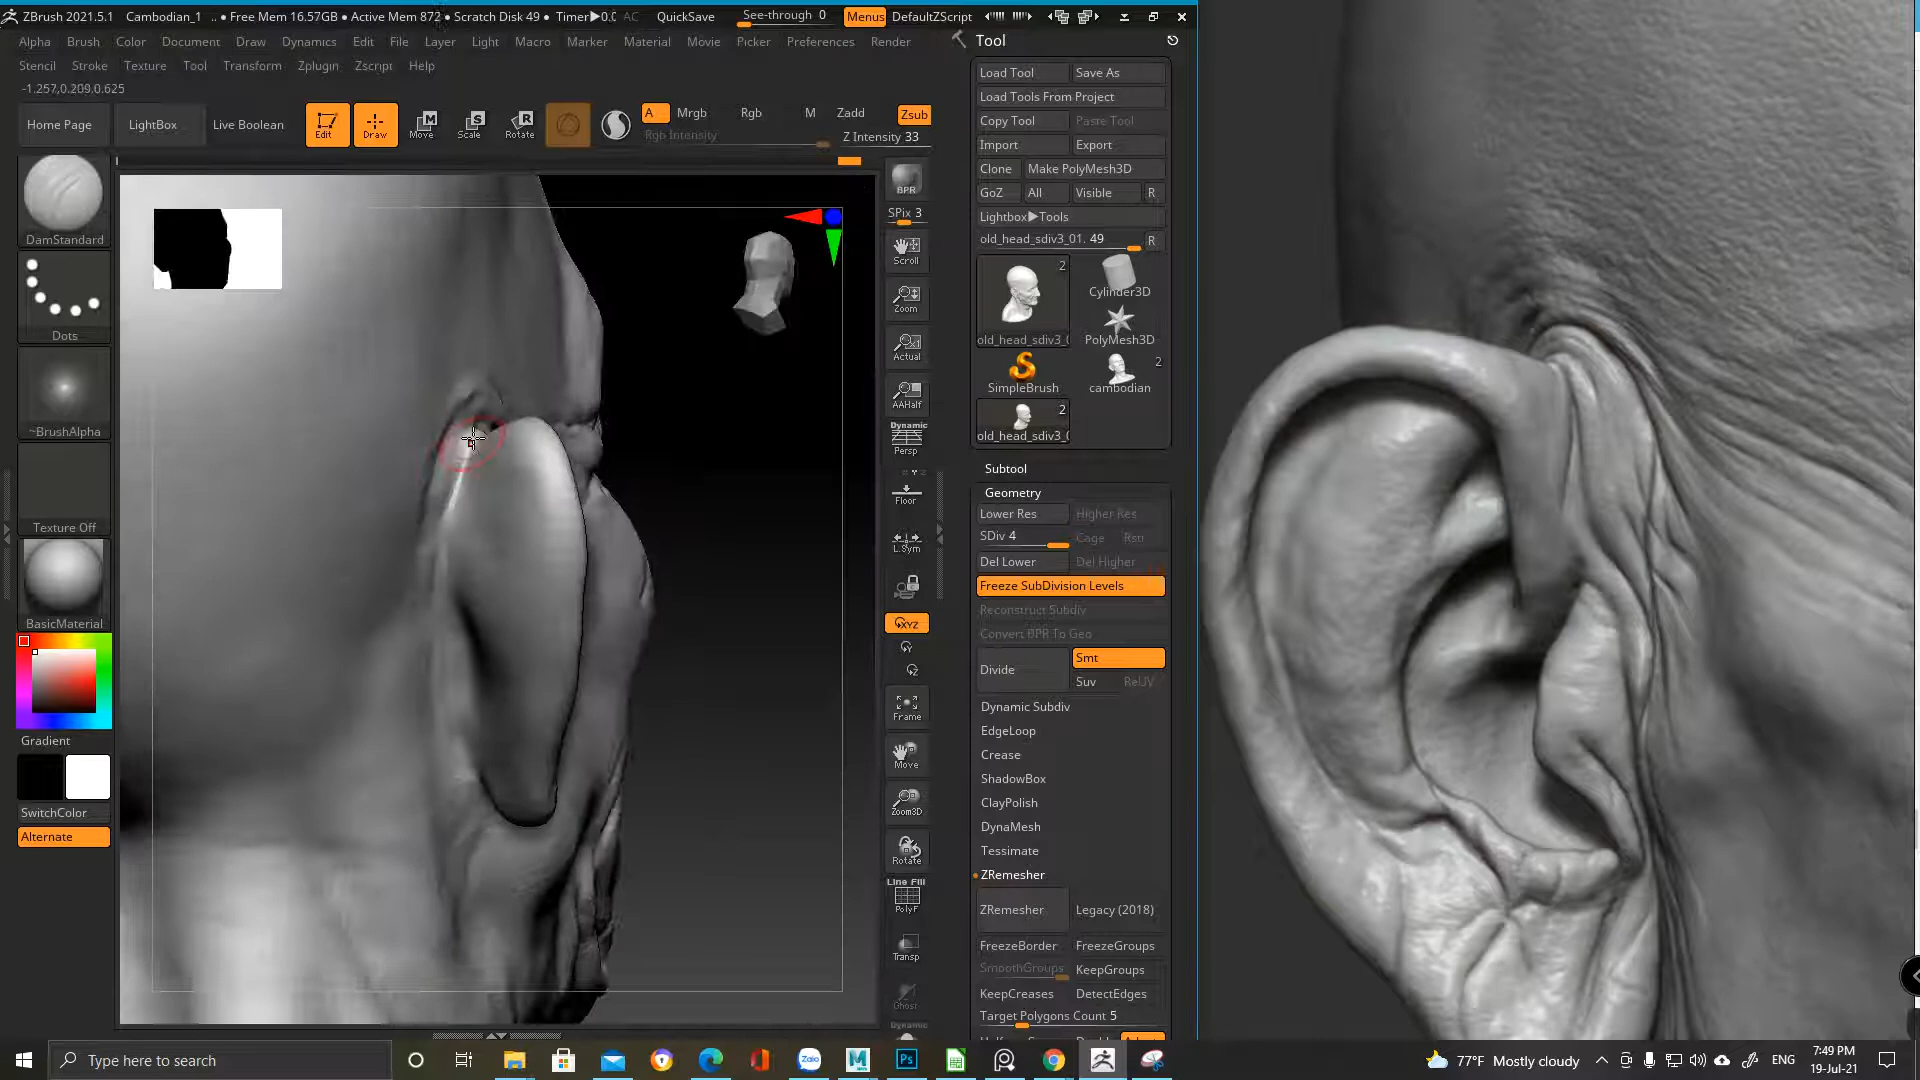 ZBrush 2021.5.1 Cambodian_1 .. • Free Mem 16.57GB • Active Mem 872 • Scratch Disk 49 • Timer▶0.0 AC QuickSave See-through 0 Menus DefaultZScript
Alpha Brush Color Document Draw Dynamics Edit File Layer Light Macro Marker Material Movie Picker Preferences Render
Stencil Stroke Texture Tool Transform Zplugin Zscript Help
-1.257,0.209,0.625
Home Page LightBox Live Boolean Edit Draw Move Scale Rotate A Mrgb Rgb M Zadd Zsub
Rgb Intensity Z Intensity 33
DamStandard
Dots
~BrushAlpha
Texture Off
BasicMaterial
Gradient
SwitchColor
Alternate
BPR
SPix 3
Scroll
Zoom
Actual
AAHalf
Dynamic
Persp
Floor
L.Sym
XYZ
Frame
Move
Zoom3D
Rotate
Line Fill
PolyF
Transp
Ghost
Dynamic
Tool
Load Tool Save As
Load Tools From Project
Copy Tool Paste Tool
Import Export
Clone Make PolyMesh3D
GoZ All Visible R
Lightbox▶Tools
old_head_sdiv3_01. 49 R
2
Cylinder3D
old_head_sdiv3_0 PolyMesh3D
2
SimpleBrush cambodian
2
old_head_sdiv3_0
Subtool
Geometry
Lower Res Higher Res
SDiv 4 Cage Rstr
Del Lower Del Higher
Freeze SubDivision Levels
Reconstruct Subdiv
Convert BPR To Geo
Divide Smt
Suv ReUV
Dynamic Subdiv
EdgeLoop
Crease
ShadowBox
ClayPolish
DynaMesh
Tessimate
ZRemesher
ZRemesher Legacy (2018)
FreezeBorder FreezeGroups
SmoothGroups KeepGroups
KeepCreases DetectEdges
Target Polygons Count 5
Type here to search
77°F Mostly cloudy ENG 7:49 PM
19-Jul-21